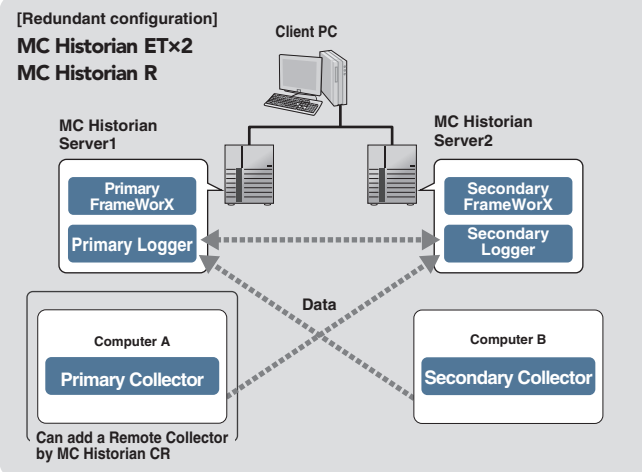 [Redundant configuration]
MC Historian ET×2
MC Historian R
Client PC
MC Historian
Server1
MC Historian
Server2
Primary
FrameWorX
Primary Logger
Secondary
FrameWorX
Secondary
Logger
Data
Computer A
Primary Collector
Computer B
Secondary Collector
Can add a Remote Collector
by MC Historian CR